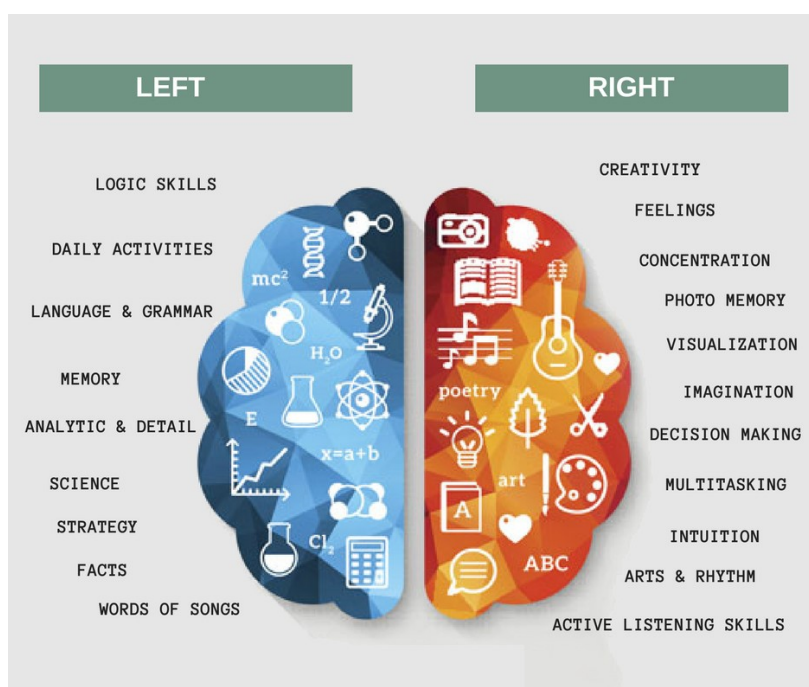 LEFT
LOGIC SKILLS
DAILY ACTIVITIES
LANGUAGE & GRAMMAR
MEMORY
ANALYTIC & DETAIL
SCIENCE
STRATEGY
FACTS
WORDS OF SONGS
mc²
1/2
H₂O
E
x=a+b
Cl₂
RIGHT
CREATIVITY
FEELINGS
CONCENTRATION
PHOTO MEMORY
VISUALIZATION
IMAGINATION
DECISION MAKING
MULTITASKING
INTUITION
ARTS & RHYTHM
ACTIVE LISTENING SKILLS
poetry
art
A
ABC